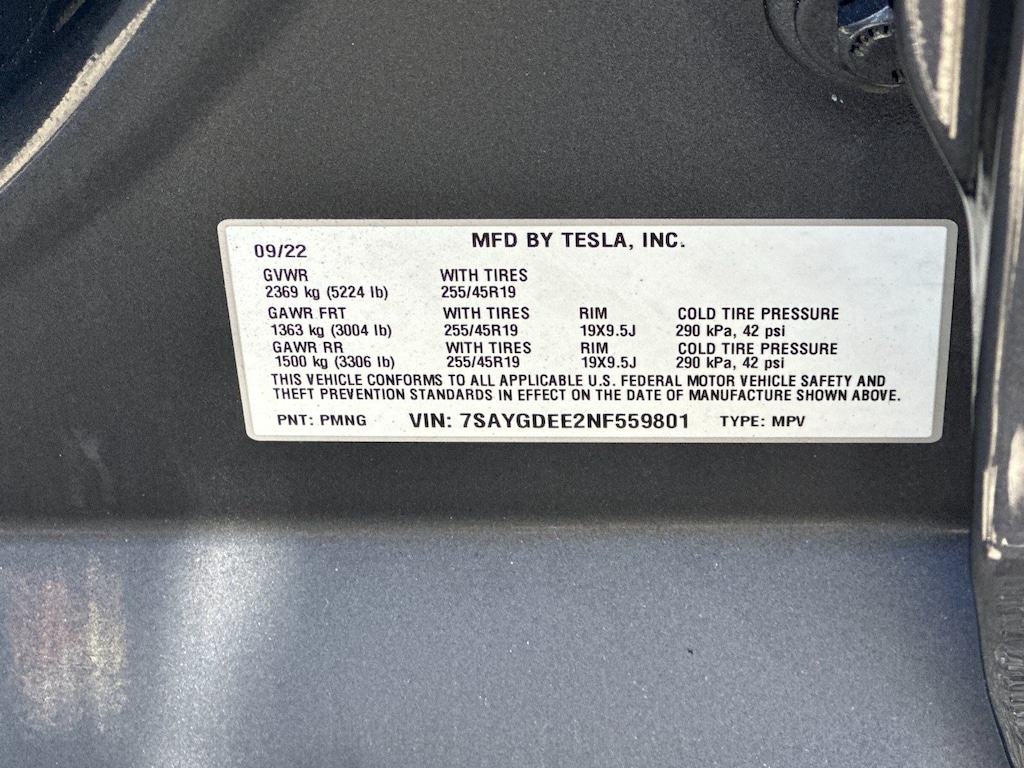 MFD BY TESLA, INC.
09/22
GVWR WITH TIRES
2369 kg (5224 lb) 255/45R19
GAWR FRT WITH TIRES RIM COLD TIRE PRESSURE
1363 kg (3004 lb) 255/45R19 19X9.5J 290 kPa, 42 psi
GAWR RR WITH TIRES RIM COLD TIRE PRESSURE
1500 kg (3306 lb) 255/45R19 19X9.5J 290 kPa, 42 psi
THIS VEHICLE CONFORMS TO ALL APPLICABLE U.S. FEDERAL MOTOR VEHICLE SAFETY AND
THEFT PREVENTION STANDARDS IN EFFECT ON THE DATE OF MANUFACTURE SHOWN ABOVE.
PNT: PMNG VIN: 7SAYGDEE2NF559801 TYPE: MPV